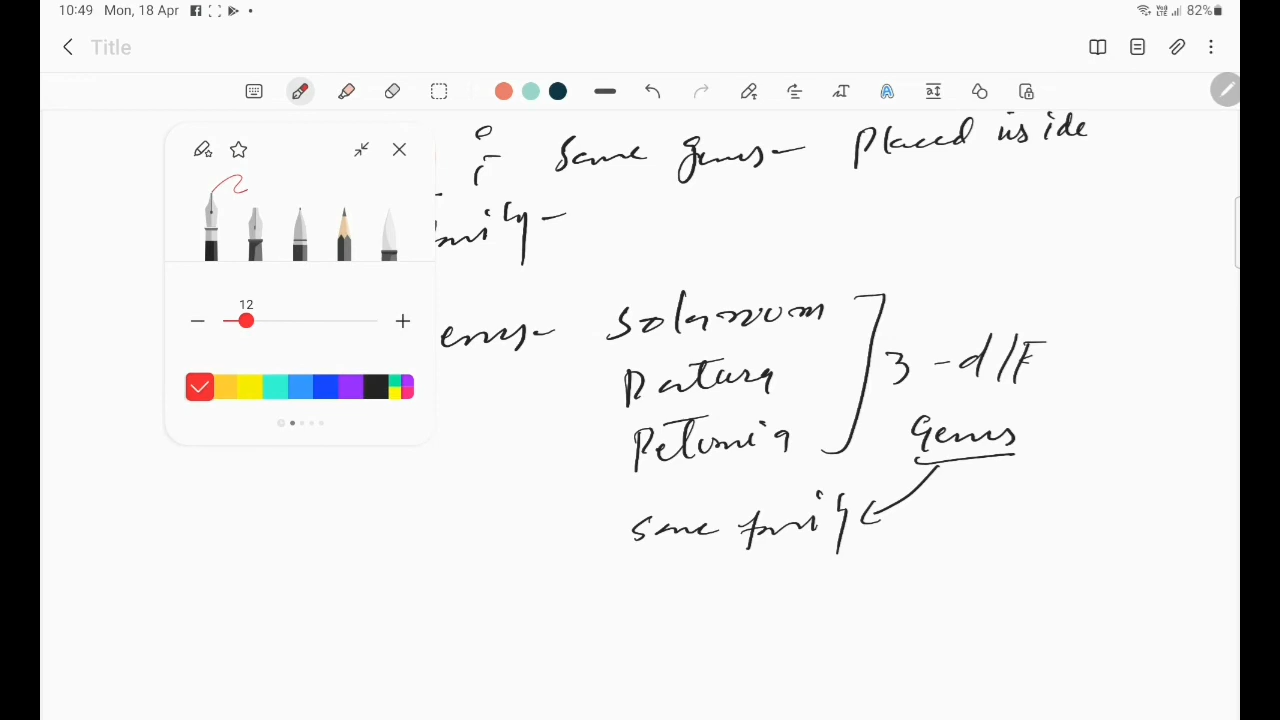 10:49 Mon, 18 Apr 82%
Title
same genus - placed inside
family -
12
solanum
Datura
Petunia
3 - d/F
Genus
same family